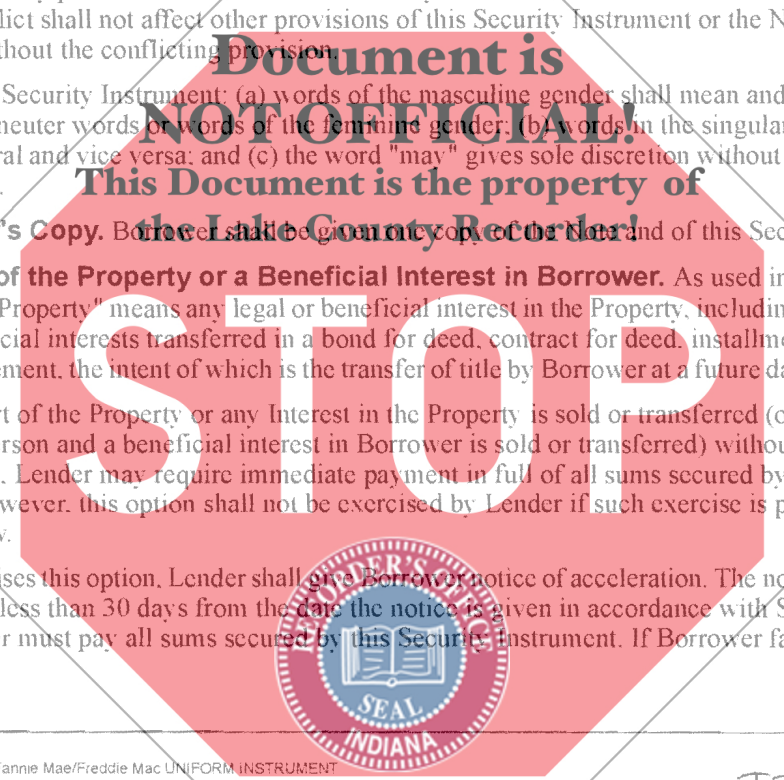 lict shall not affect other provisions of this Security Instrument or the N
thout the conflicting provision.
Document is
Security Instrument: (a) words of the masculine gender shall mean and
NOT OFFICIAL!
neuter words or words of the feminine gender; (b) words in the singular
ral and vice versa; and (c) the word "may" gives sole discretion without
This Document is the property of
the Lake County Recorder!
's Copy. Borrower shall be given one copy of the Note and of this Sec
of the Property or a Beneficial Interest in Borrower. As used in
Property" means any legal or beneficial interest in the Property, includin
cial interests transferred in a bond for deed, contract for deed, installme
ement, the intent of which is the transfer of title by Borrower at a future da
STOP
rt of the Property or any Interest in the Property is sold or transferred (o
rson and a beneficial interest in Borrower is sold or transferred) withou
. Lender may require immediate payment in full of all sums secured by
wever, this option shall not be exercised by Lender if such exercise is p
v.
ses this option, Lender shall give Borrower notice of acceleration. The no
less than 30 days from the date the notice is given in accordance with S
r must pay all sums secured by this Security Instrument. If Borrower fa
RECORDER'S OFFICE
SEAL
INDIANA
Fannie Mae/Freddie Mac UNIFORM INSTRUMENT